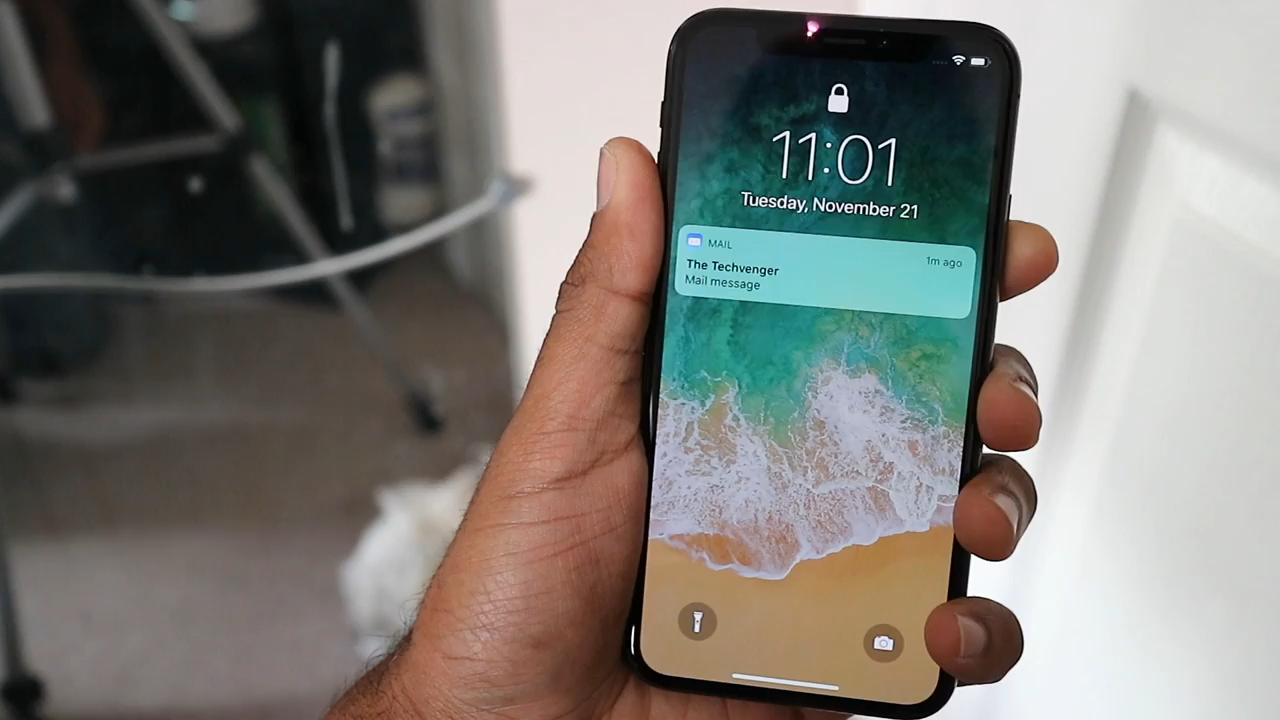 11:01
Tuesday, November 21
MAIL
1m ago
The Techvenger
Mail message